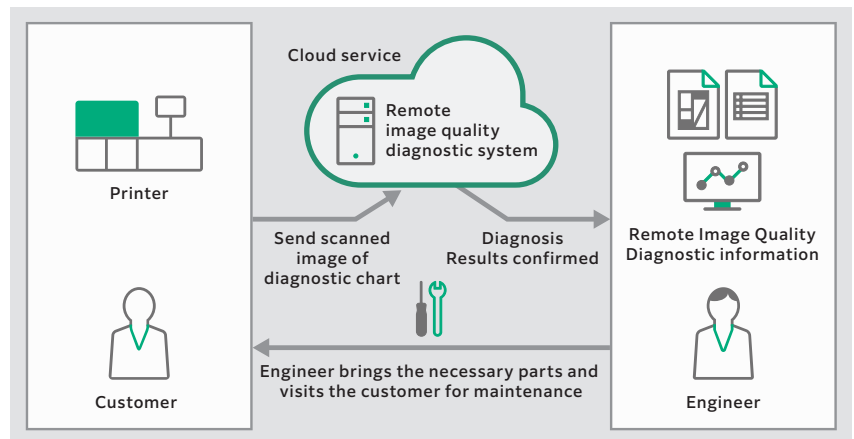 Cloud service
Remote
image quality
diagnostic system
Printer
Send scanned
image of
diagnostic chart
Diagnosis
Results confirmed
Remote Image Quality
Diagnostic information
Engineer brings the necessary parts and
visits the customer for maintenance
Customer
Engineer